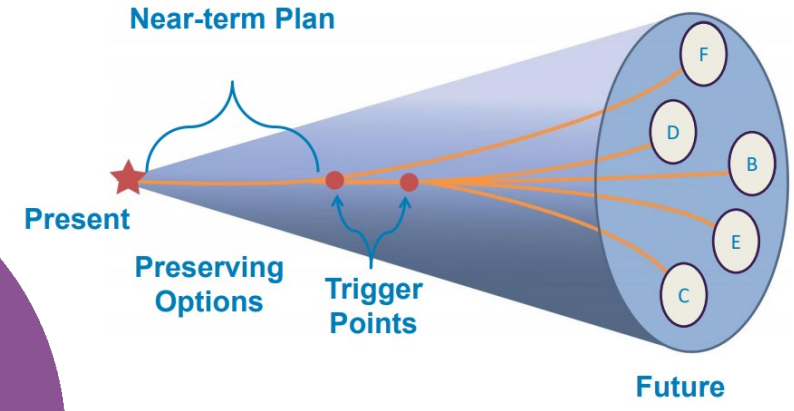 Near-term Plan
F
D
B
Present
E
Preserving
Options
Trigger
Points
C
Future